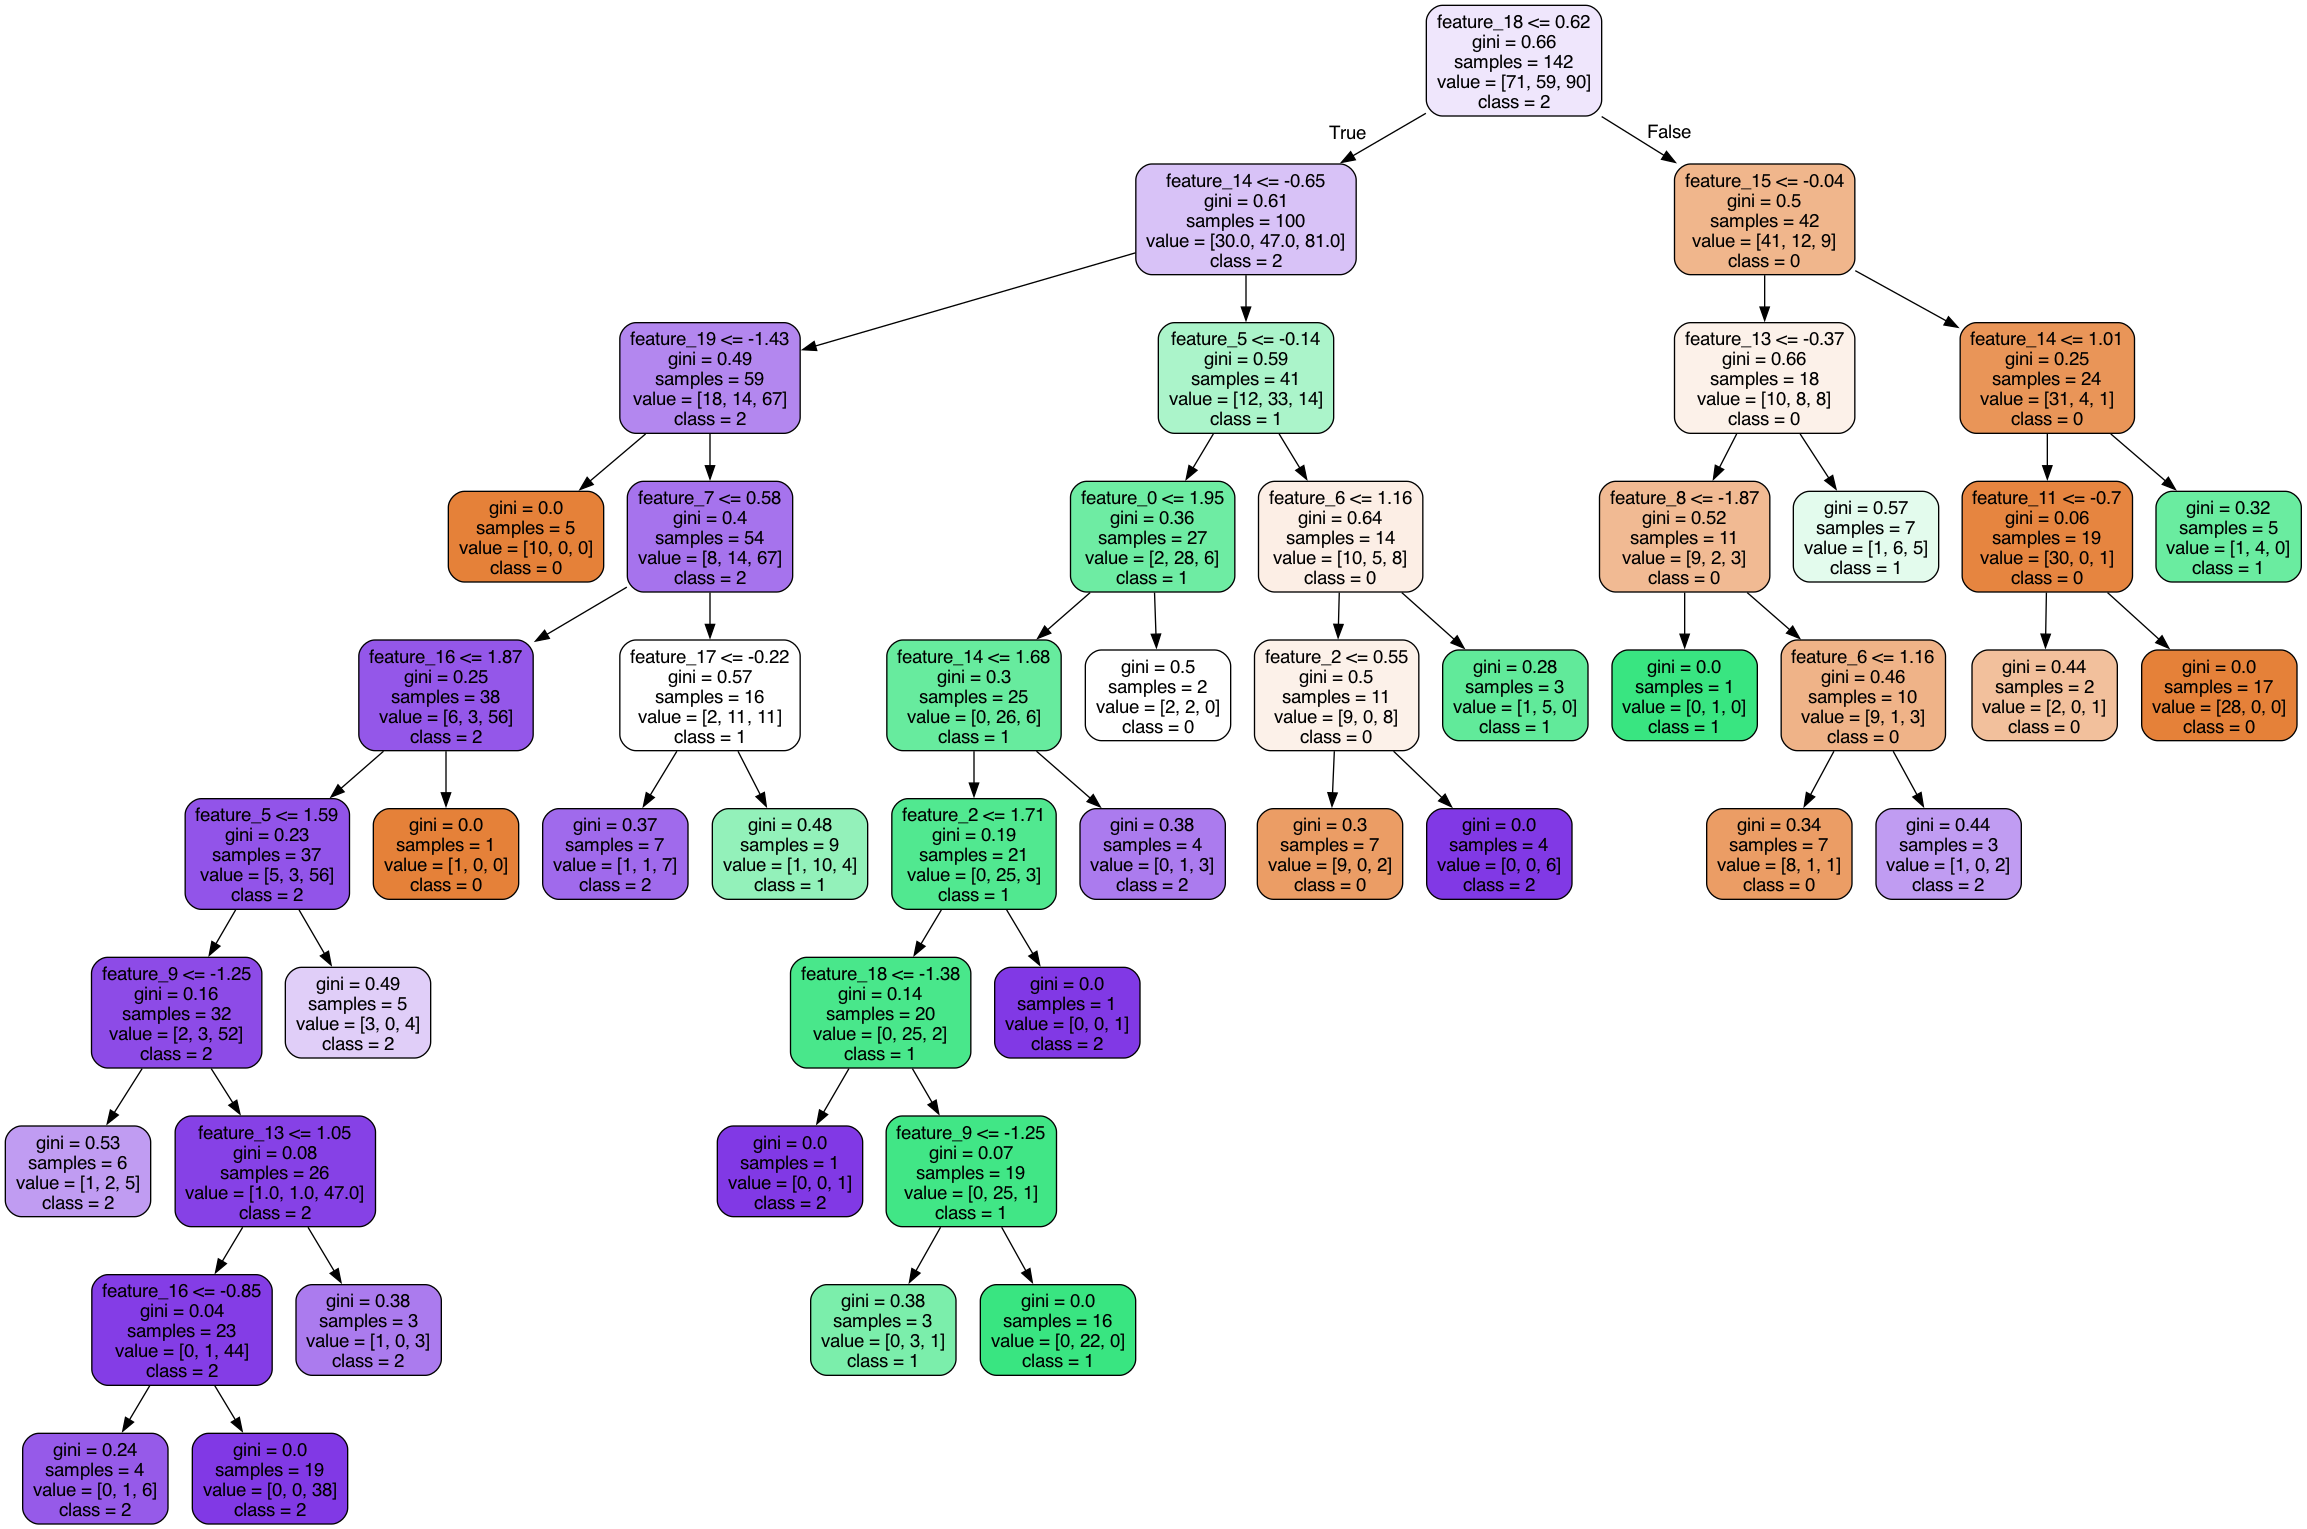 feature_18 <= 0.62
gini = 0.66
samples = 142
value = [71, 59, 90]
class = 2
True
False
feature_14 <= -0.65
gini = 0.61
samples = 100
value = [30.0, 47.0, 81.0]
class = 2
feature_15 <= -0.04
gini = 0.5
samples = 42
value = [41, 12, 9]
class = 0
feature_19 <= -1.43
gini = 0.49
samples = 59
value = [18, 14, 67]
class = 2
feature_5 <= -0.14
gini = 0.59
samples = 41
value = [12, 33, 14]
class = 1
feature_13 <= -0.37
gini = 0.66
samples = 18
value = [10, 8, 8]
class = 0
feature_14 <= 1.01
gini = 0.25
samples = 24
value = [31, 4, 1]
class = 0
gini = 0.0
samples = 5
value = [10, 0, 0]
class = 0
feature_7 <= 0.58
gini = 0.4
samples = 54
value = [8, 14, 67]
class = 2
feature_0 <= 1.95
gini = 0.36
samples = 27
value = [2, 28, 6]
class = 1
feature_6 <= 1.16
gini = 0.64
samples = 14
value = [10, 5, 8]
class = 0
feature_8 <= -1.87
gini = 0.52
samples = 11
value = [9, 2, 3]
class = 0
gini = 0.57
samples = 7
value = [1, 6, 5]
class = 1
feature_11 <= -0.7
gini = 0.06
samples = 19
value = [30, 0, 1]
class = 0
gini = 0.32
samples = 5
value = [1, 4, 0]
class = 1
feature_16 <= 1.87
gini = 0.25
samples = 38
value = [6, 3, 56]
class = 2
feature_17 <= -0.22
gini = 0.57
samples = 16
value = [2, 11, 11]
class = 1
feature_14 <= 1.68
gini = 0.3
samples = 25
value = [0, 26, 6]
class = 1
gini = 0.5
samples = 2
value = [2, 2, 0]
class = 0
feature_2 <= 0.55
gini = 0.5
samples = 11
value = [9, 0, 8]
class = 0
gini = 0.28
samples = 3
value = [1, 5, 0]
class = 1
gini = 0.0
samples = 1
value = [0, 1, 0]
class = 1
feature_6 <= 1.16
gini = 0.46
samples = 10
value = [9, 1, 3]
class = 0
gini = 0.44
samples = 2
value = [2, 0, 1]
class = 0
gini = 0.0
samples = 17
value = [28, 0, 0]
class = 0
feature_5 <= 1.59
gini = 0.23
samples = 37
value = [5, 3, 56]
class = 2
gini = 0.0
samples = 1
value = [1, 0, 0]
class = 0
gini = 0.37
samples = 7
value = [1, 1, 7]
class = 2
gini = 0.48
samples = 9
value = [1, 10, 4]
class = 1
feature_2 <= 1.71
gini = 0.19
samples = 21
value = [0, 25, 3]
class = 1
gini = 0.38
samples = 4
value = [0, 1, 3]
class = 2
gini = 0.3
samples = 7
value = [9, 0, 2]
class = 0
gini = 0.0
samples = 4
value = [0, 0, 6]
class = 2
gini = 0.34
samples = 7
value = [8, 1, 1]
class = 0
gini = 0.44
samples = 3
value = [1, 0, 2]
class = 2
feature_9 <= -1.25
gini = 0.16
samples = 32
value = [2, 3, 52]
class = 2
gini = 0.49
samples = 5
value = [3, 0, 4]
class = 2
feature_18 <= -1.38
gini = 0.14
samples = 20
value = [0, 25, 2]
class = 1
gini = 0.0
samples = 1
value = [0, 0, 1]
class = 2
gini = 0.53
samples = 6
value = [1, 2, 5]
class = 2
feature_13 <= 1.05
gini = 0.08
samples = 26
value = [1.0, 1.0, 47.0]
class = 2
gini = 0.0
samples = 1
value = [0, 0, 1]
class = 2
feature_9 <= -1.25
gini = 0.07
samples = 19
value = [0, 25, 1]
class = 1
feature_16 <= -0.85
gini = 0.04
samples = 23
value = [0, 1, 44]
class = 2
gini = 0.38
samples = 3
value = [1, 0, 3]
class = 2
gini = 0.38
samples = 3
value = [0, 3, 1]
class = 1
gini = 0.0
samples = 16
value = [0, 22, 0]
class = 1
gini = 0.24
samples = 4
value = [0, 1, 6]
class = 2
gini = 0.0
samples = 19
value = [0, 0, 38]
class = 2